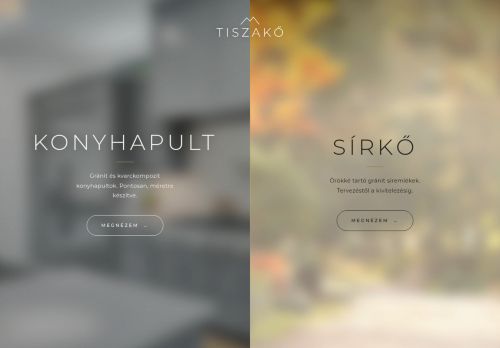 TISZAKŐ
KONYHAPULT
Gránit és kvarckompozit
konyhapultok. Pontosan, méretre
készítve.
MEGNÉZEM →
SÍRKŐ
Örökké tartó gránit síremlékek.
Tervezéstől a kivitelezésig.
MEGNÉZEM →